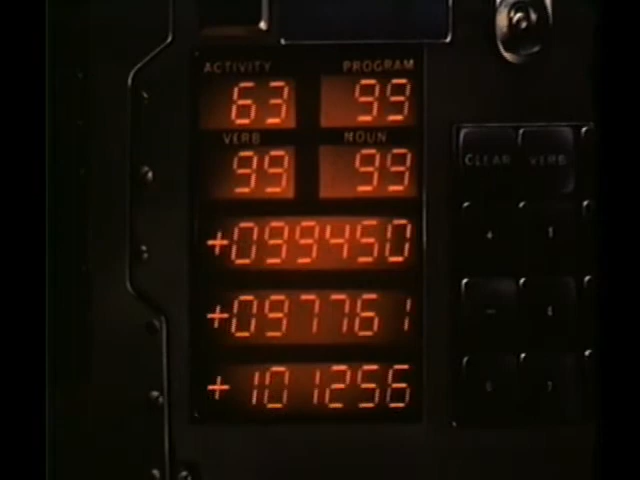 ACTIVITY PROGRAM
63 99
VERB NOUN
99 99
CLEAR VERB
+099450
+097761
+101256